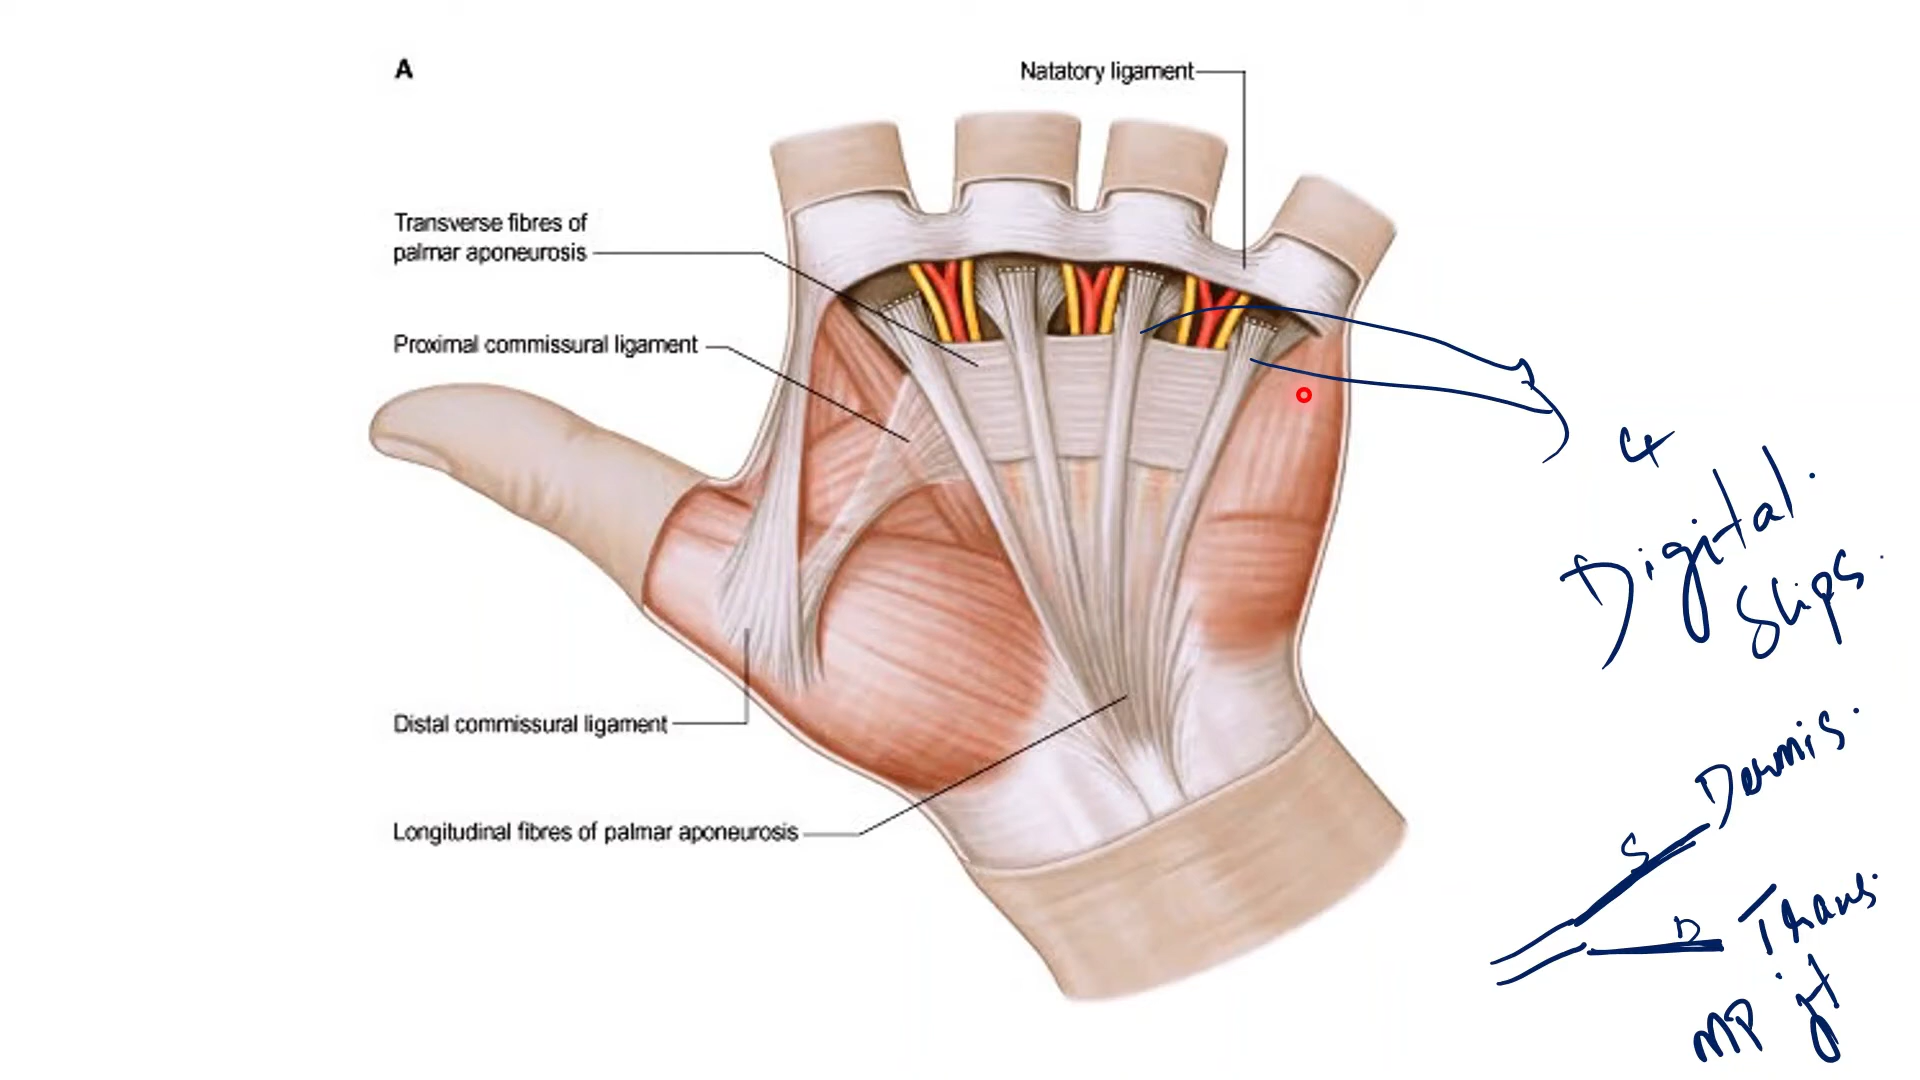 A
Natatory ligament
Transverse fibres of
palmar aponeurosis
Proximal commissural ligament
Distal commissural ligament
Longitudinal fibres of palmar aponeurosis
4
Digital
slips
S
Dermis
D
Trans
MP jt